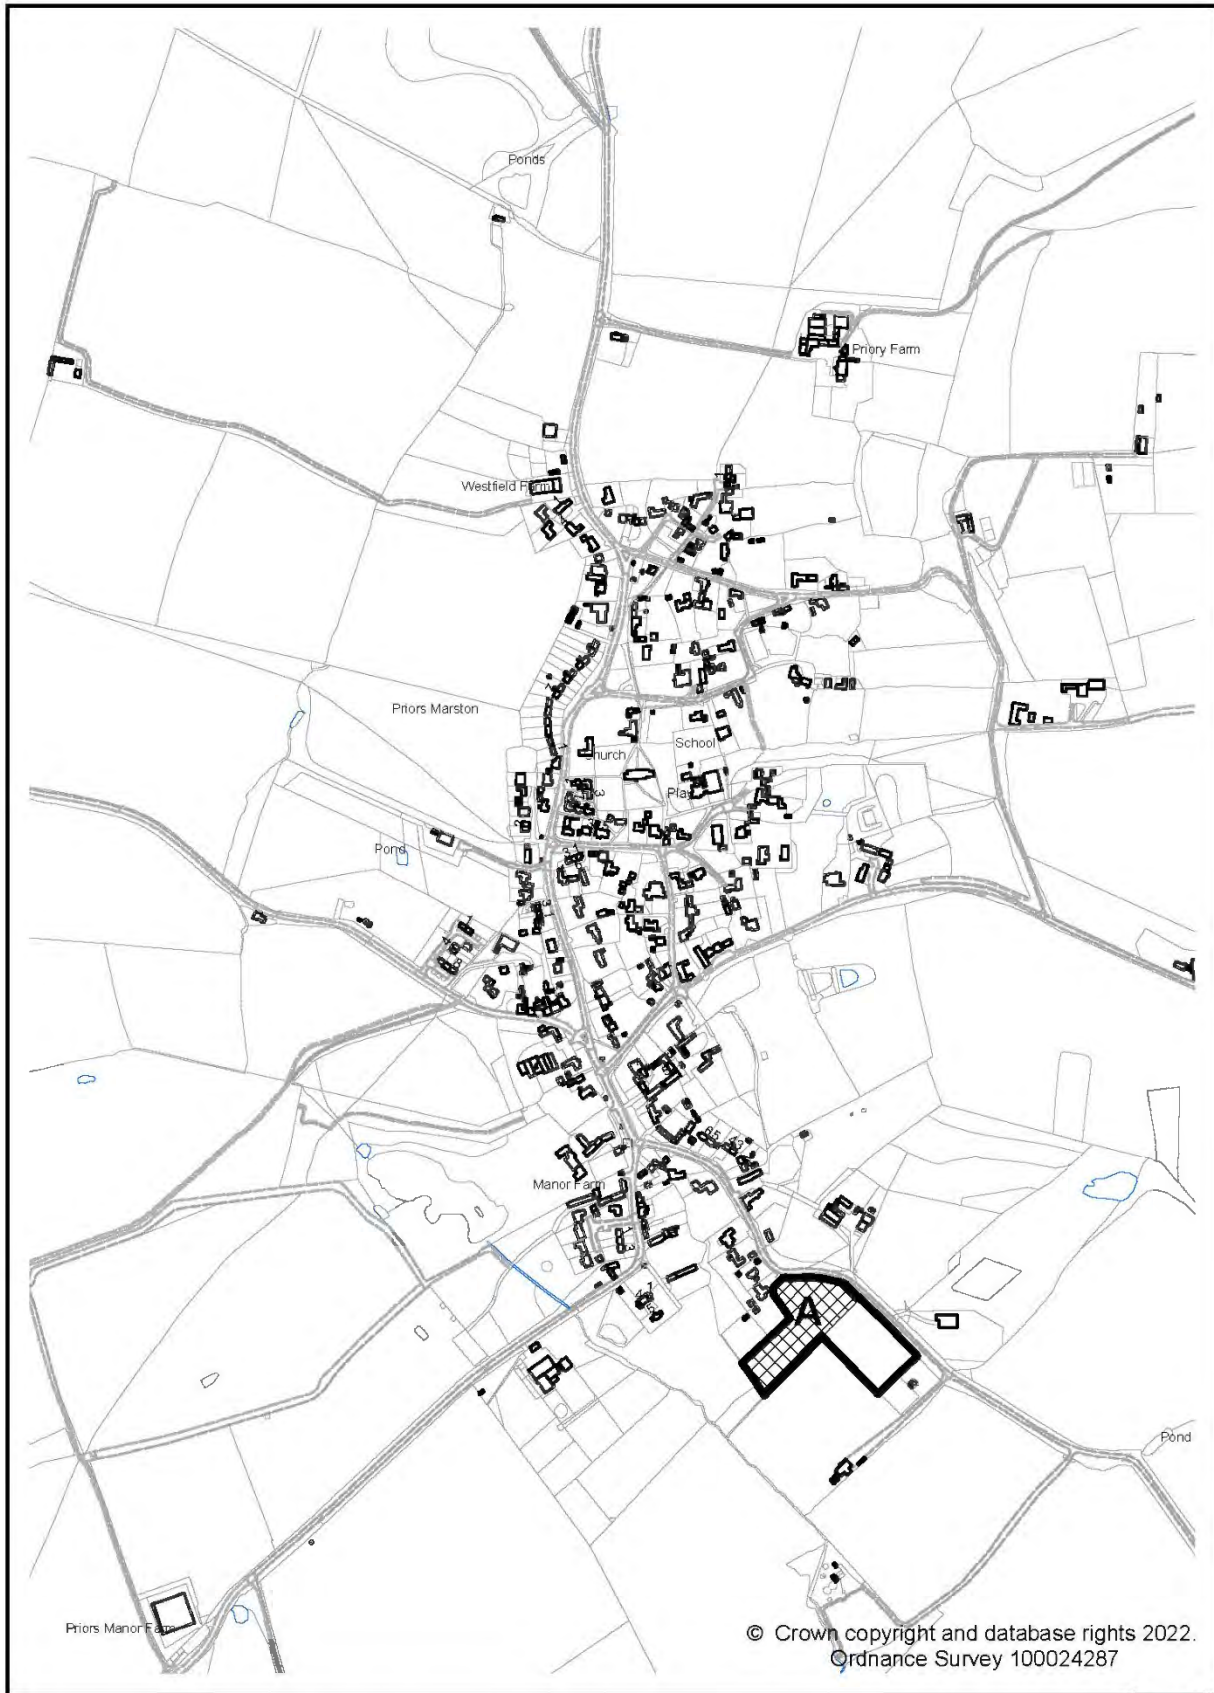 Ponds
Priory Farm
Westfield Farm
Priors Marston
School
Church
Play
Pond
Manor Farm
A
Pond
Priors Manor Farm
© Crown copyright and database rights 2022.
Ordnance Survey 100024287